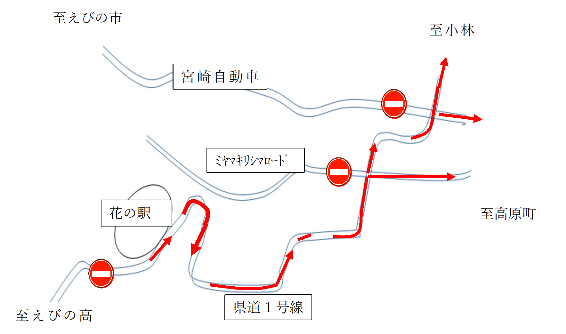 至えびの市
至小林
宮崎自動車
ﾐﾔﾏｷﾘｼﾏﾛｰﾄﾞ
花の駅
至高原町
県道１号線
至えびの高